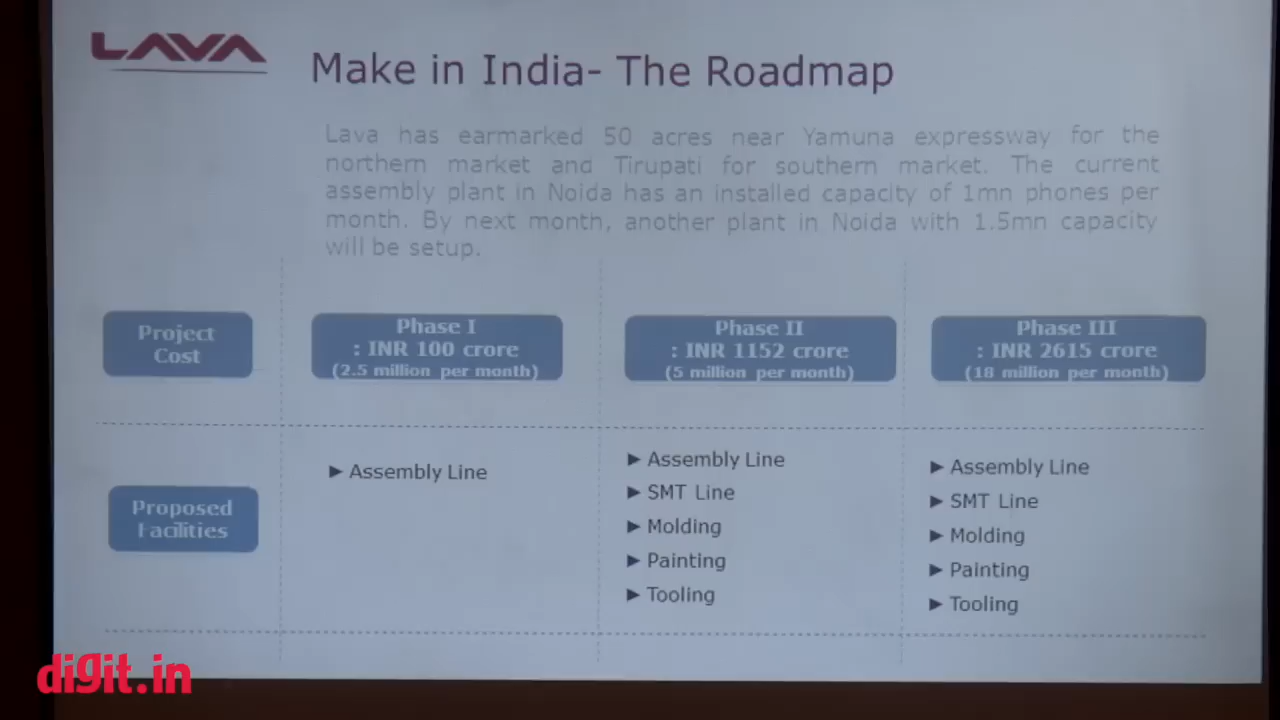 LAVA
Make in India- The Roadmap
Lava has earmarked 50 acres near Yamuna expressway for the
northern market and Tirupati for southern market. The current
assembly plant in Noida has an installed capacity of 1mn phones per
month. By next month, another plant in Noida with 1.5mn capacity
will be setup.
Project
Cost
Phase I
: INR 100 crore
(2.5 million per month)
Phase II
: INR 1152 crore
(5 million per month)
Phase III
: INR 2615 crore
(18 million per month)
Proposed
Facilities
► Assembly Line
► Assembly Line
► SMT Line
► Molding
► Painting
► Tooling
► Assembly Line
► SMT Line
► Molding
► Painting
► Tooling
digit.in